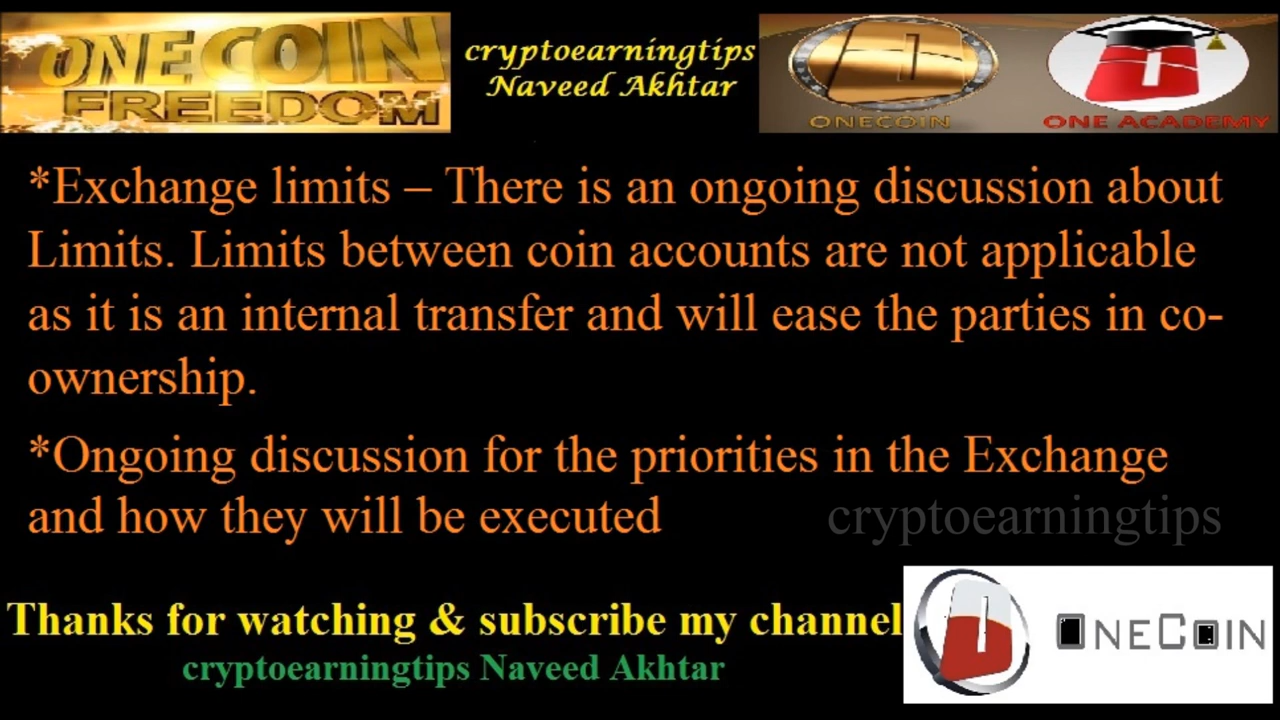 ONE COIN
FREEDOM
cryptoearningtips
Naveed Akhtar
ONECOIN
ONE ACADEMY
*Exchange limits – There is an ongoing discussion about
Limits. Limits between coin accounts are not applicable
as it is an internal transfer and will ease the parties in co-
ownership.
*Ongoing discussion for the priorities in the Exchange
and how they will be executed
cryptoearningtips
Thanks for watching & subscribe my channel
cryptoearningtips Naveed Akhtar
ONECOIN